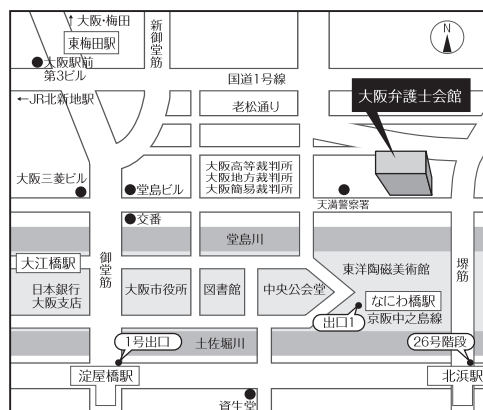 ↑大阪・梅田
東梅田駅
新御堂筋
N
大阪駅前
第3ビル
国道1号線
←JR北新地駅
老松通り
大阪弁護士会館
大阪高等裁判所
大阪地方裁判所
大阪簡易裁判所
大阪三菱ビル
堂島ビル
天満警察署
交番
堂島川
大江橋駅
御堂筋
東洋陶磁美術館
堺筋
日本銀行
大阪支店
大阪市役所
図書館
中央公会堂
なにわ橋駅
京阪中之島線
出口1
1号出口
土佐堀川
26号階段
淀屋橋駅
北浜駅
資生堂